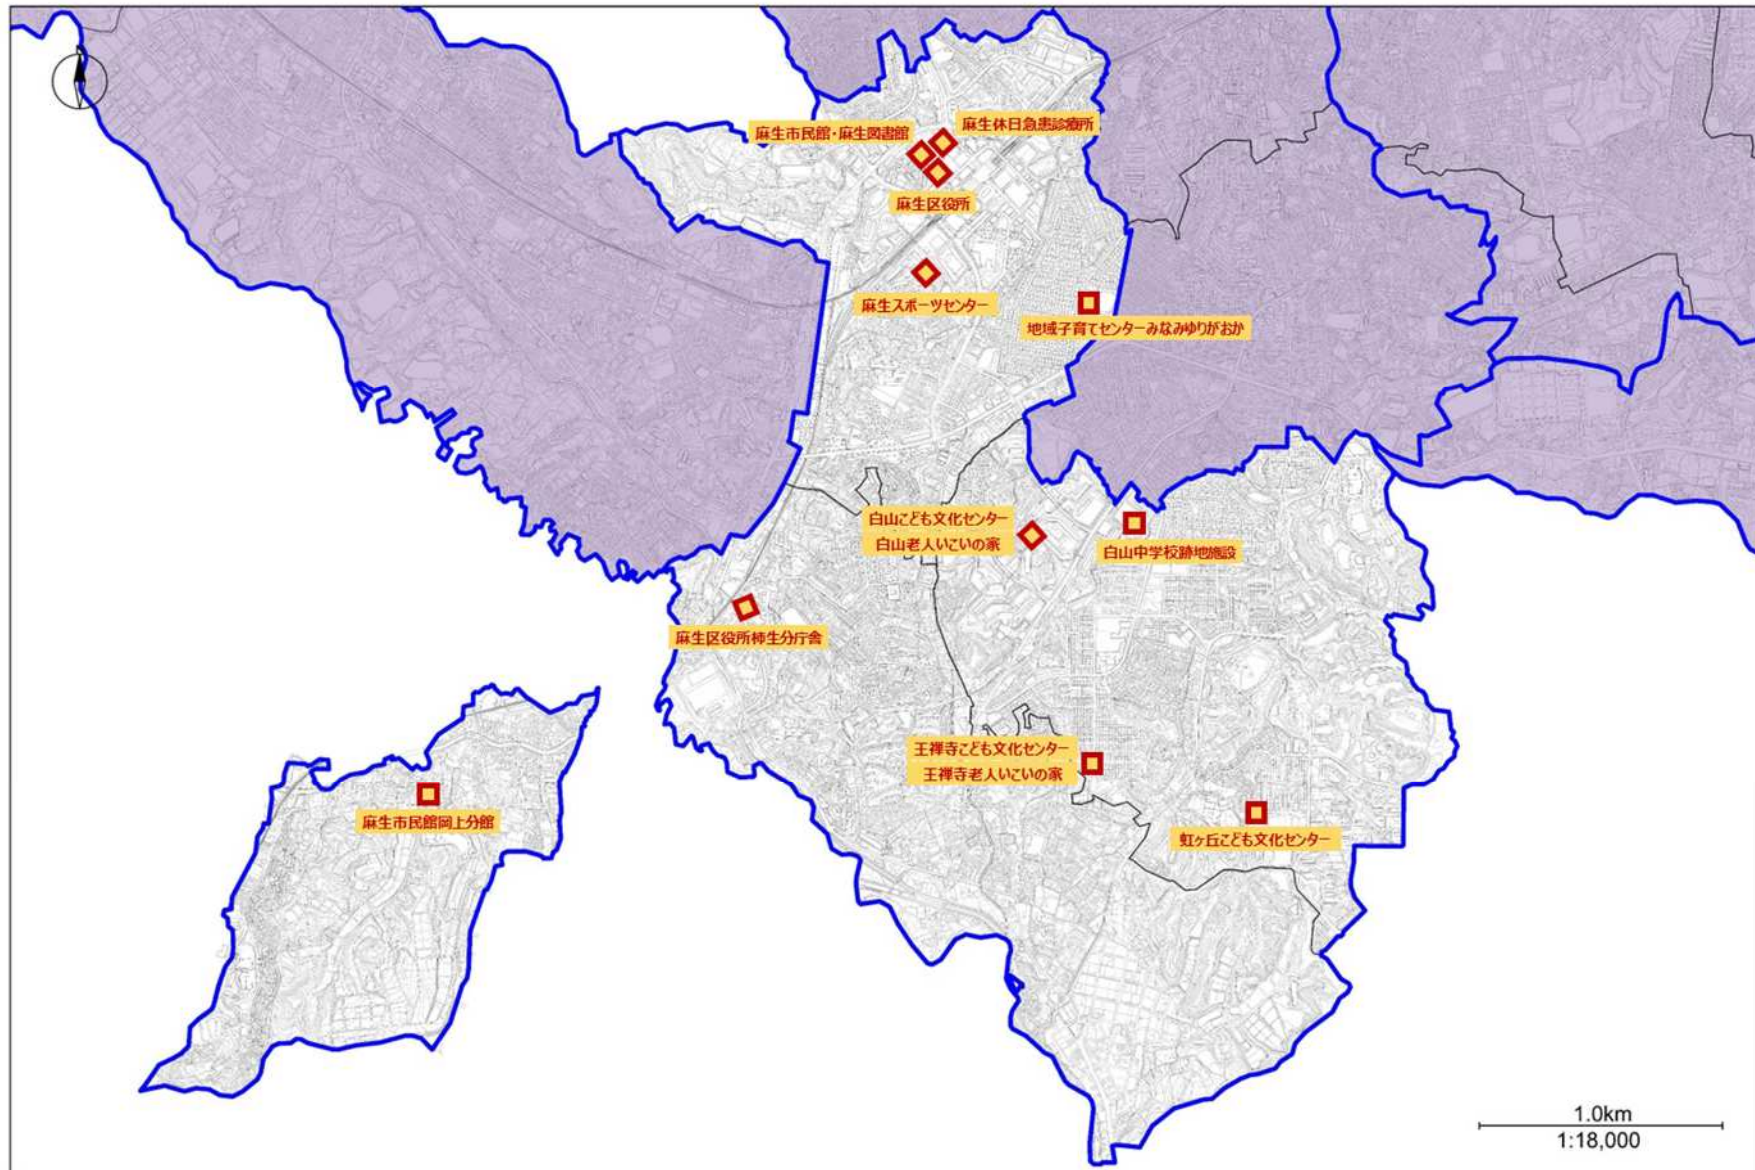 麻生市民館・麻生図書館
麻生休日急患診療所
麻生区役所
麻生スポーツセンター
地域子育てセンターみなみゆりがおか
白山こども文化センター
白山老人いこいの家
白山中学校跡地施設
麻生区役所柿生分庁舎
王禅寺こども文化センター
王禅寺老人いこいの家
麻生市民館岡上分館
虹ヶ丘こども文化センター
1.0km
1:18,000